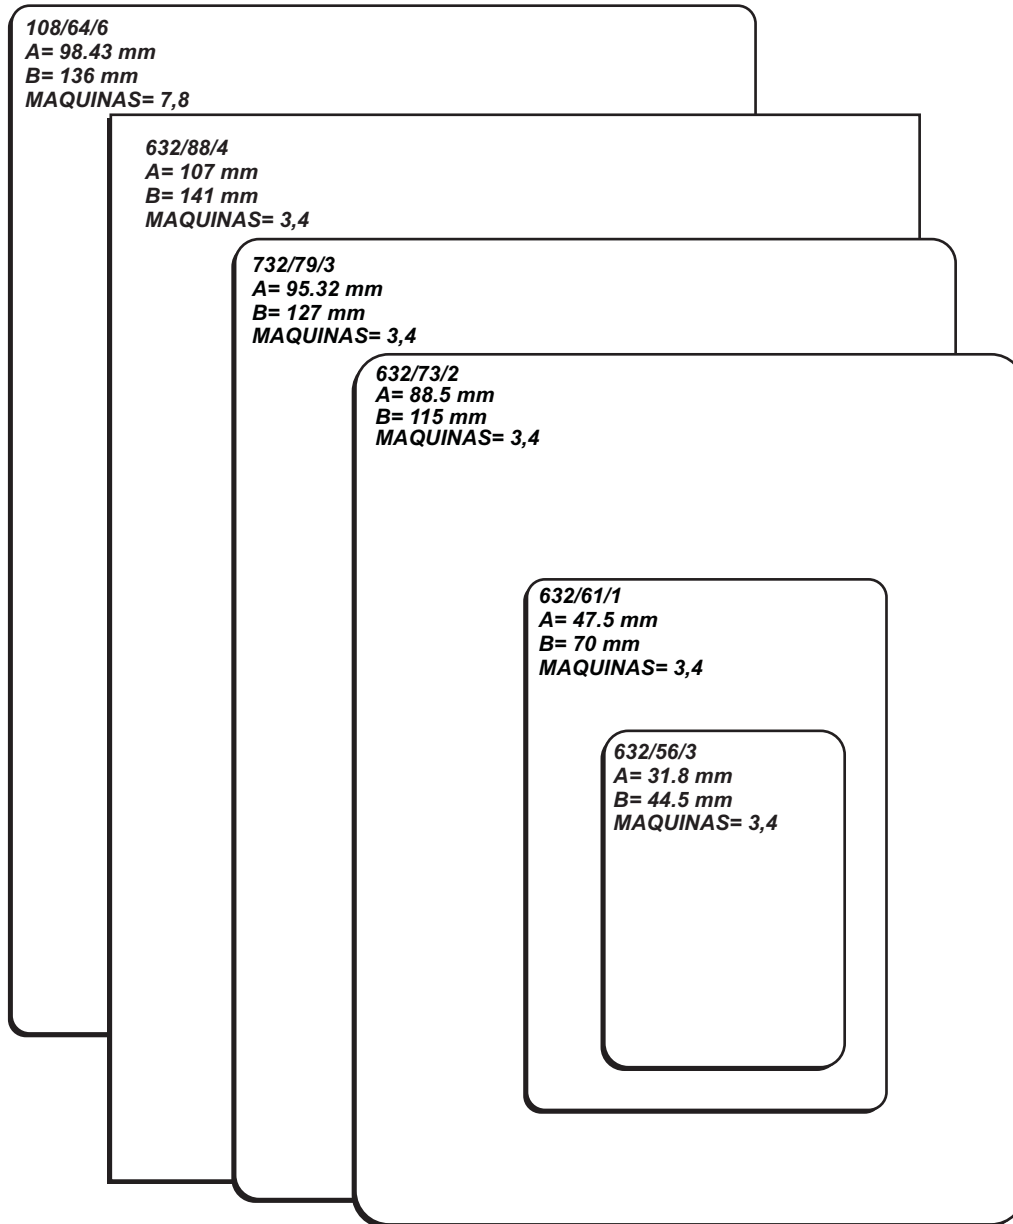 108/64/6
A= 98.43 mm
B= 136 mm
MAQUINAS= 7,8
632/88/4
A= 107 mm
B= 141 mm
MAQUINAS= 3,4
732/79/3
A= 95.32 mm
B= 127 mm
MAQUINAS= 3,4
632/73/2
A= 88.5 mm
B= 115 mm
MAQUINAS= 3,4
632/61/1
A= 47.5 mm
B= 70 mm
MAQUINAS= 3,4
632/56/3
A= 31.8 mm
B= 44.5 mm
MAQUINAS= 3,4